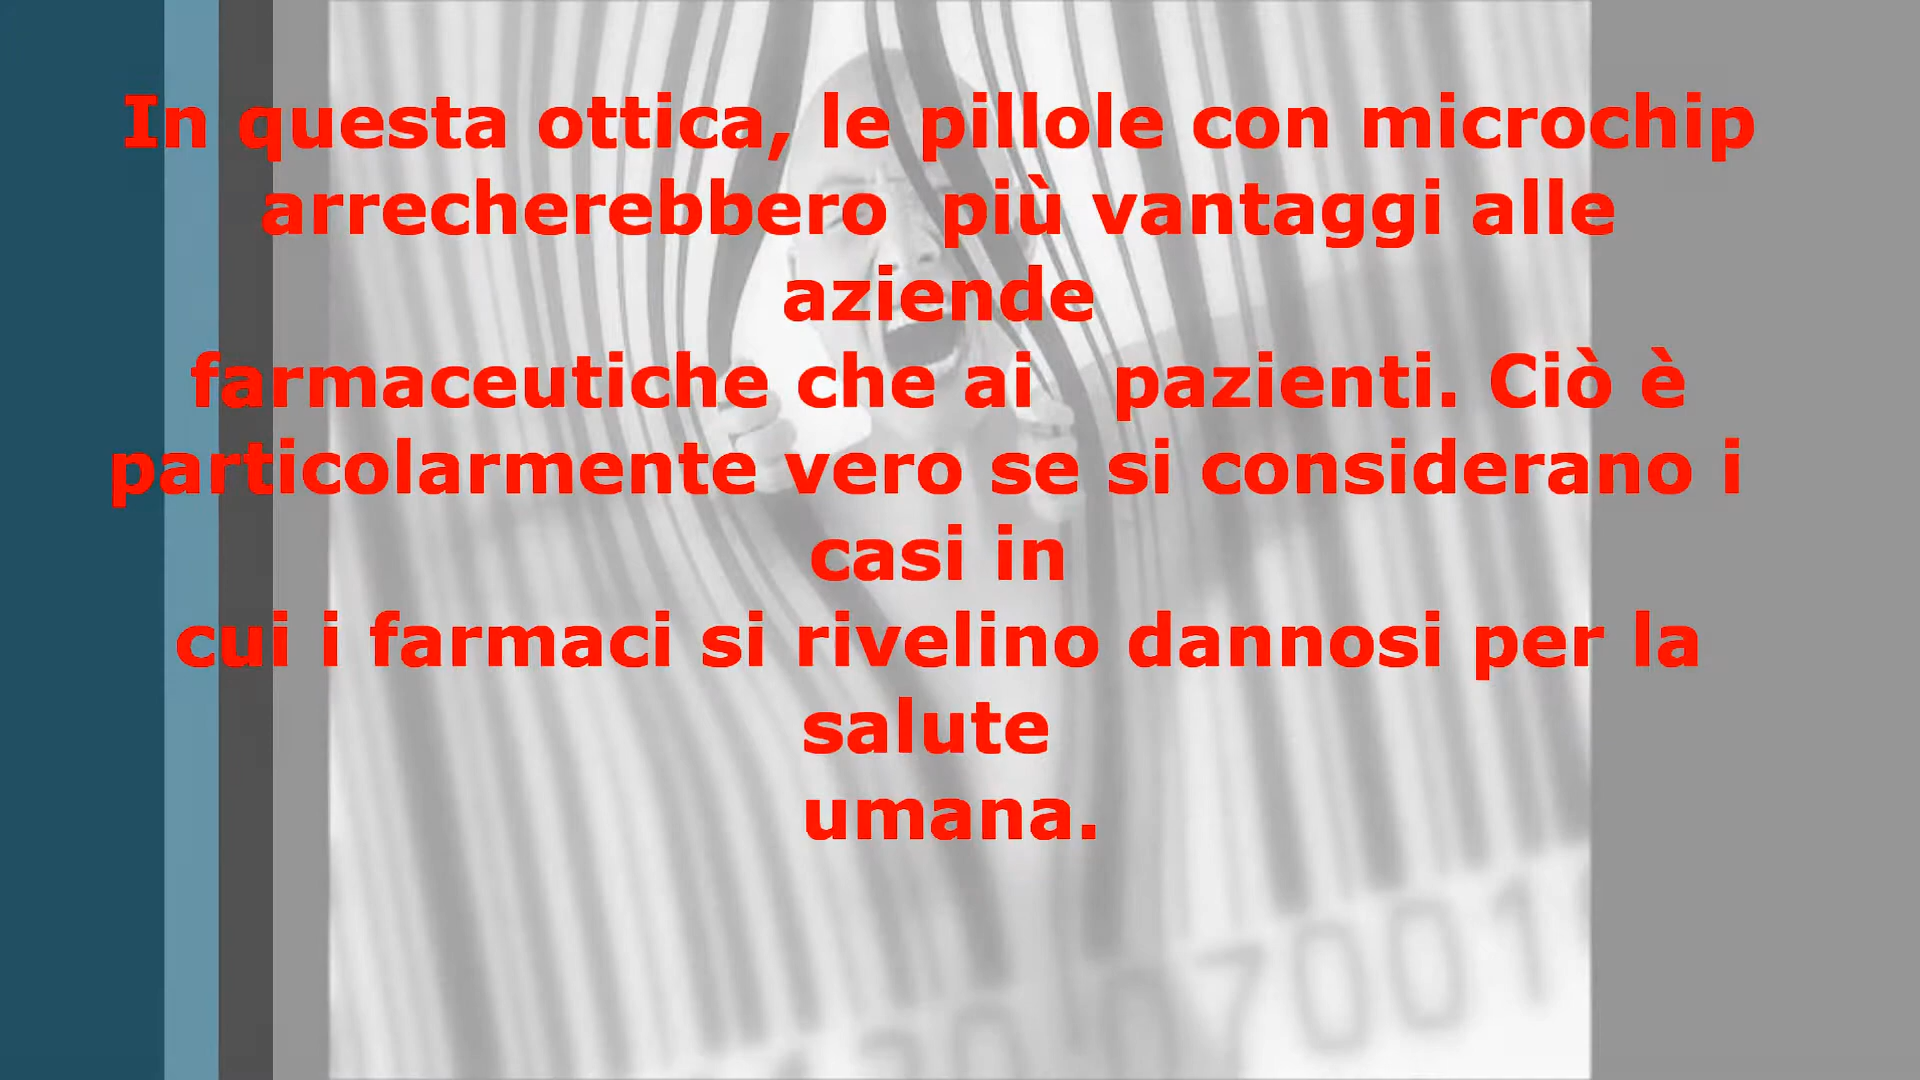 In questa ottica, le pillole con microchip
arrecherebbero più vantaggi alle
aziende
farmaceutiche che ai pazienti. Ciò è
particolarmente vero se si considerano i
casi in
cui i farmaci si rivelino dannosi per la
salute
umana.